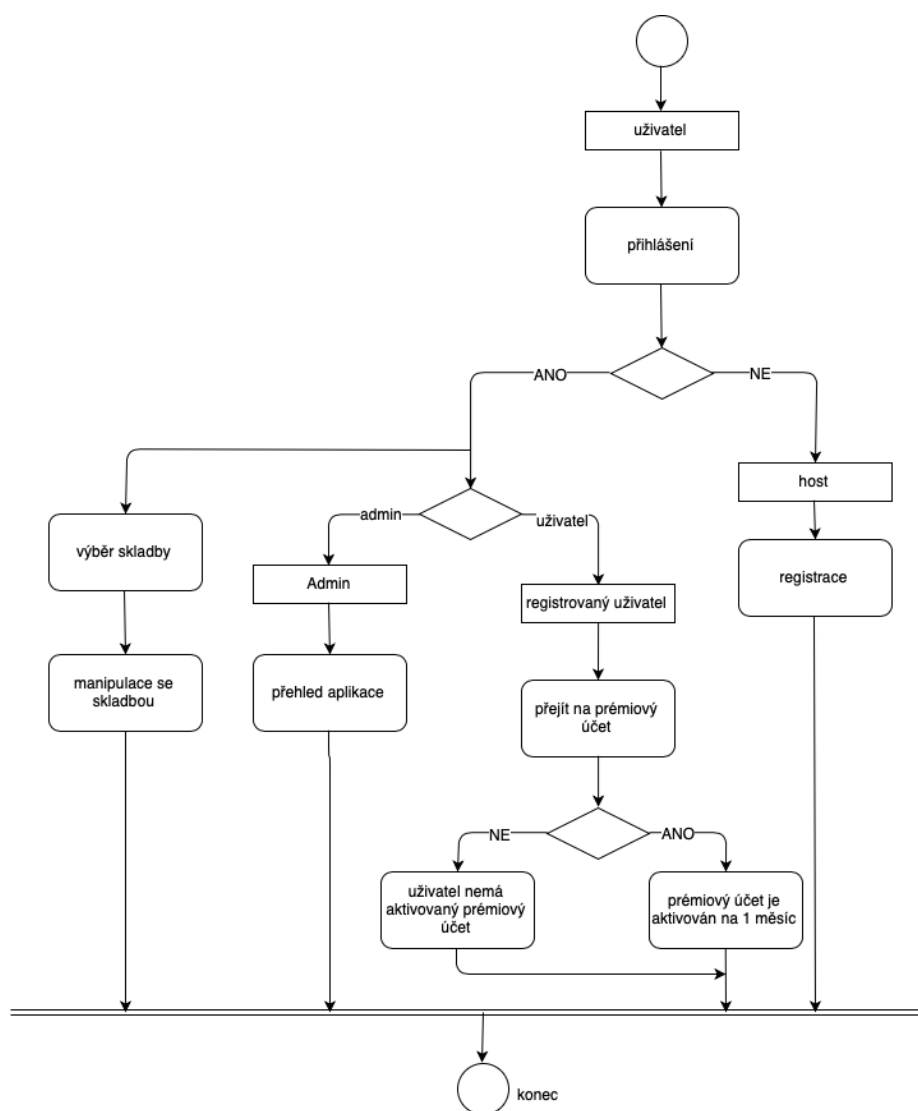 uživatel
přihlášení
ANO
NE
host
admin
uživatel
výběr skladby
registrace
Admin
registrovaný uživatel
manipulace se
skladbou
přehled aplikace
přejít na prémiový
účet
NE
ANO
uživatel nemá
aktivovaný prémiový
účet
prémiový účet je
aktivován na 1 měsíc
konec